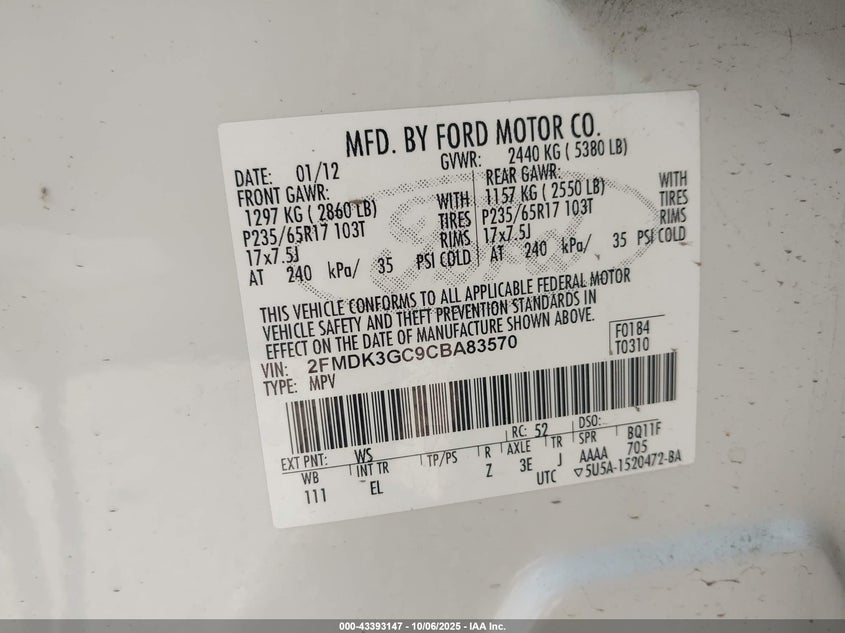 MFD. BY FORD MOTOR CO.
DATE: 01/12 GVWR: 2440 KG ( 5380 LB)
FRONT GAWR: REAR GAWR:
1297 KG ( 2860 LB) WITH 1157 KG ( 2550 LB) WITH
P235/65R17 103T TIRES P235/65R17 103T TIRES
17x7.5J RIMS 17x7.5J RIMS
AT 240 kPa/ 35 PSI COLD AT 240 kPa/ 35 PSI COLD
Ford
THIS VEHICLE CONFORMS TO ALL APPLICABLE FEDERAL MOTOR
VEHICLE SAFETY AND THEFT PREVENTION STANDARDS IN
EFFECT ON THE DATE OF MANUFACTURE SHOWN ABOVE.
VIN: 2FMDK3GC9CBA83570 F0184
TYPE: MPV T0310
EXT PNT: WS RC: 52 DSO:
WB INT TR TP/PS R AXLE TR SPR BQ11F
111 EL Z 3E J AAAA 705
UTC ▽5U5A-1520472-BA
000-43393147 - 10/06/2025 - IAA Inc.